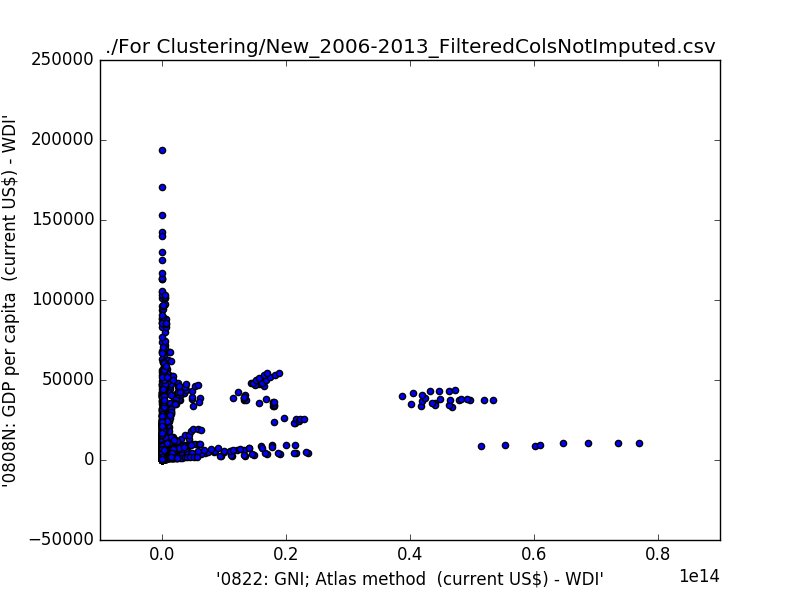 ./For Clustering/New_2006-2013_FilteredColsNotImputed.csv
250000
200000
150000
100000
50000
0
−50000
'0808N: GDP per capita  (current US$) - WDI'
0.0 0.2 0.4 0.6 0.8
1e14
'0822: GNI; Atlas method  (current US$) - WDI'